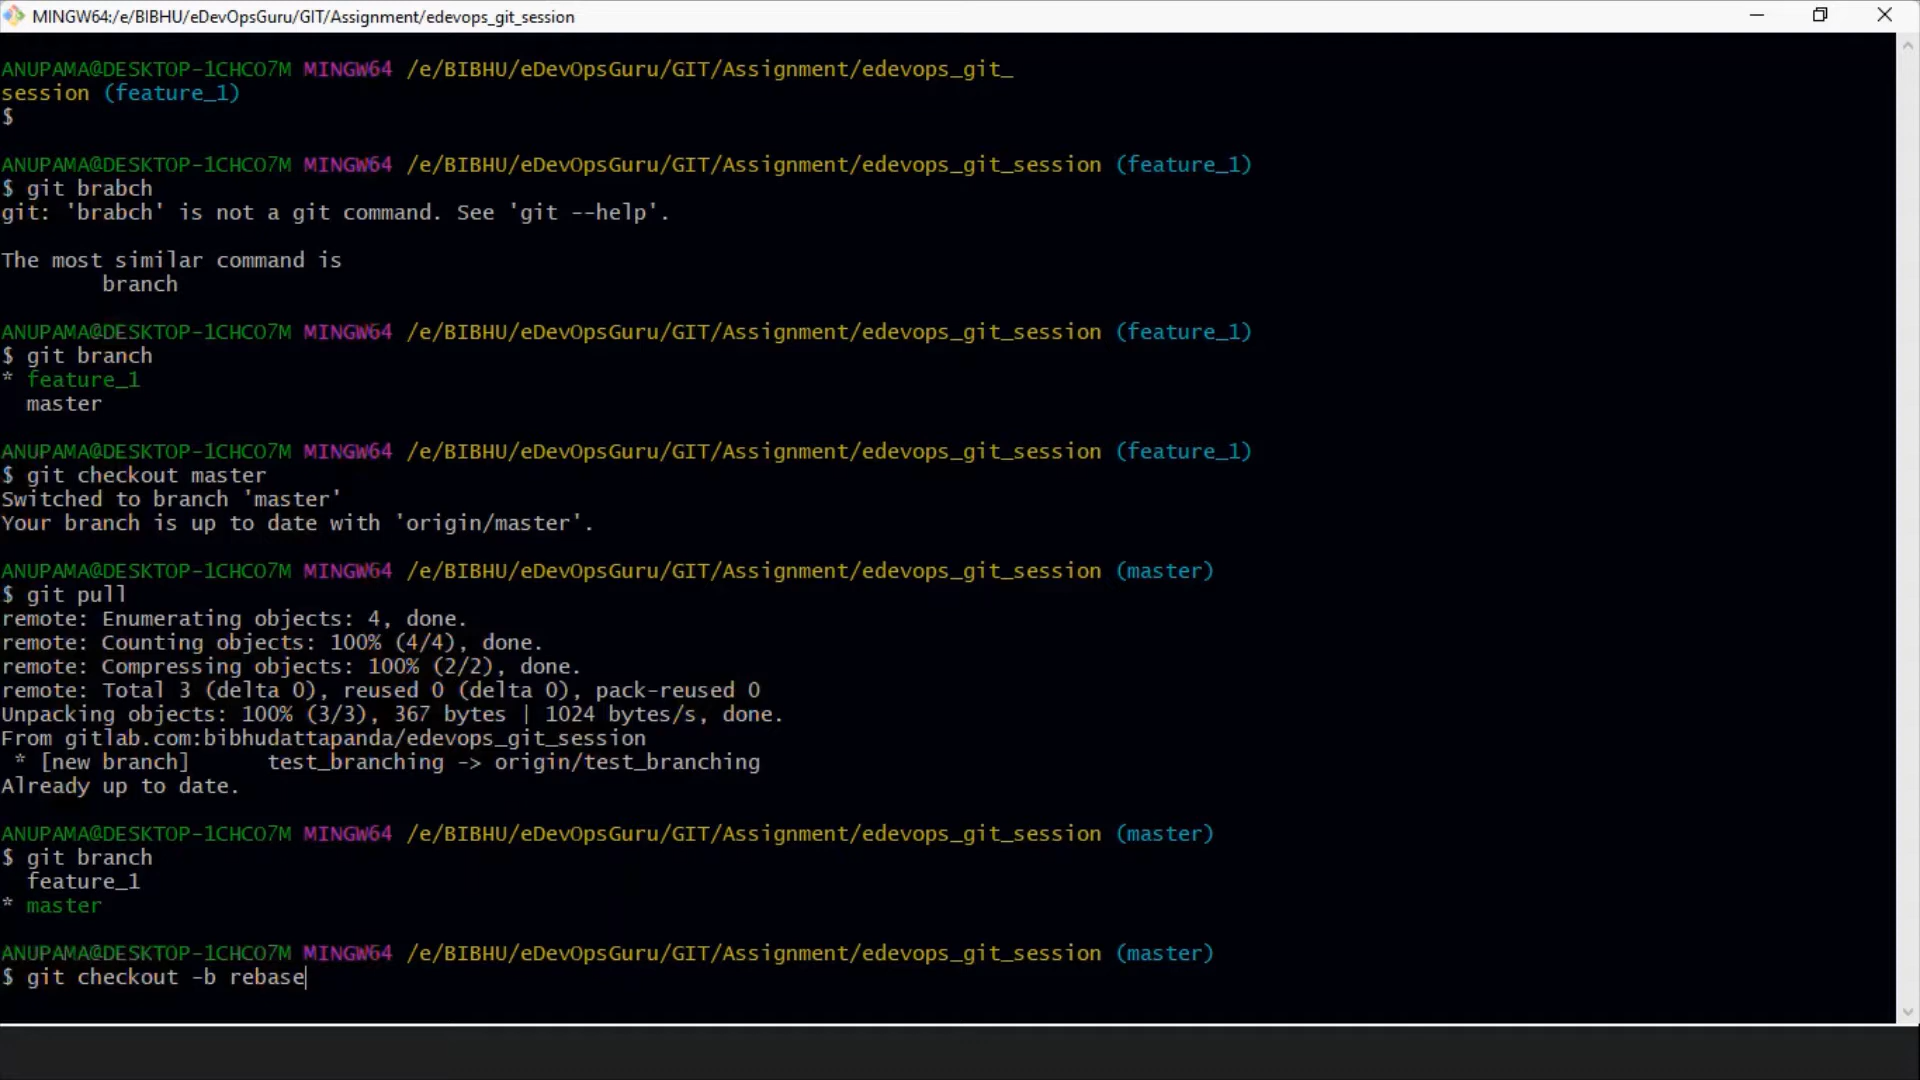 MINGW64:/e/BIBHU/eDevOpsGuru/GIT/Assignment/edevops_git_session
ANUPAMA@DESKTOP-1CHCO7M MINGW64 /e/BIBHU/eDevOpsGuru/GIT/Assignment/edevops_git_
session (feature_1)
$
ANUPAMA@DESKTOP-1CHCO7M MINGW64 /e/BIBHU/eDevOpsGuru/GIT/Assignment/edevops_git_session (feature_1)
$ git brabch
git: 'brabch' is not a git command. See 'git --help'.
The most similar command is
branch
ANUPAMA@DESKTOP-1CHCO7M MINGW64 /e/BIBHU/eDevOpsGuru/GIT/Assignment/edevops_git_session (feature_1)
$ git branch
* feature_1
master
ANUPAMA@DESKTOP-1CHCO7M MINGW64 /e/BIBHU/eDevOpsGuru/GIT/Assignment/edevops_git_session (feature_1)
$ git checkout master
Switched to branch 'master'
Your branch is up to date with 'origin/master'.
ANUPAMA@DESKTOP-1CHCO7M MINGW64 /e/BIBHU/eDevOpsGuru/GIT/Assignment/edevops_git_session (master)
$ git pull
remote: Enumerating objects: 4, done.
remote: Counting objects: 100% (4/4), done.
remote: Compressing objects: 100% (2/2), done.
remote: Total 3 (delta 0), reused 0 (delta 0), pack-reused 0
Unpacking objects: 100% (3/3), 367 bytes | 1024 bytes/s, done.
From gitlab.com:bibhudattapanda/edevops_git_session
* [new branch]      test_branching -> origin/test_branching
Already up to date.
ANUPAMA@DESKTOP-1CHCO7M MINGW64 /e/BIBHU/eDevOpsGuru/GIT/Assignment/edevops_git_session (master)
$ git branch
feature_1
* master
ANUPAMA@DESKTOP-1CHCO7M MINGW64 /e/BIBHU/eDevOpsGuru/GIT/Assignment/edevops_git_session (master)
$ git checkout -b rebase